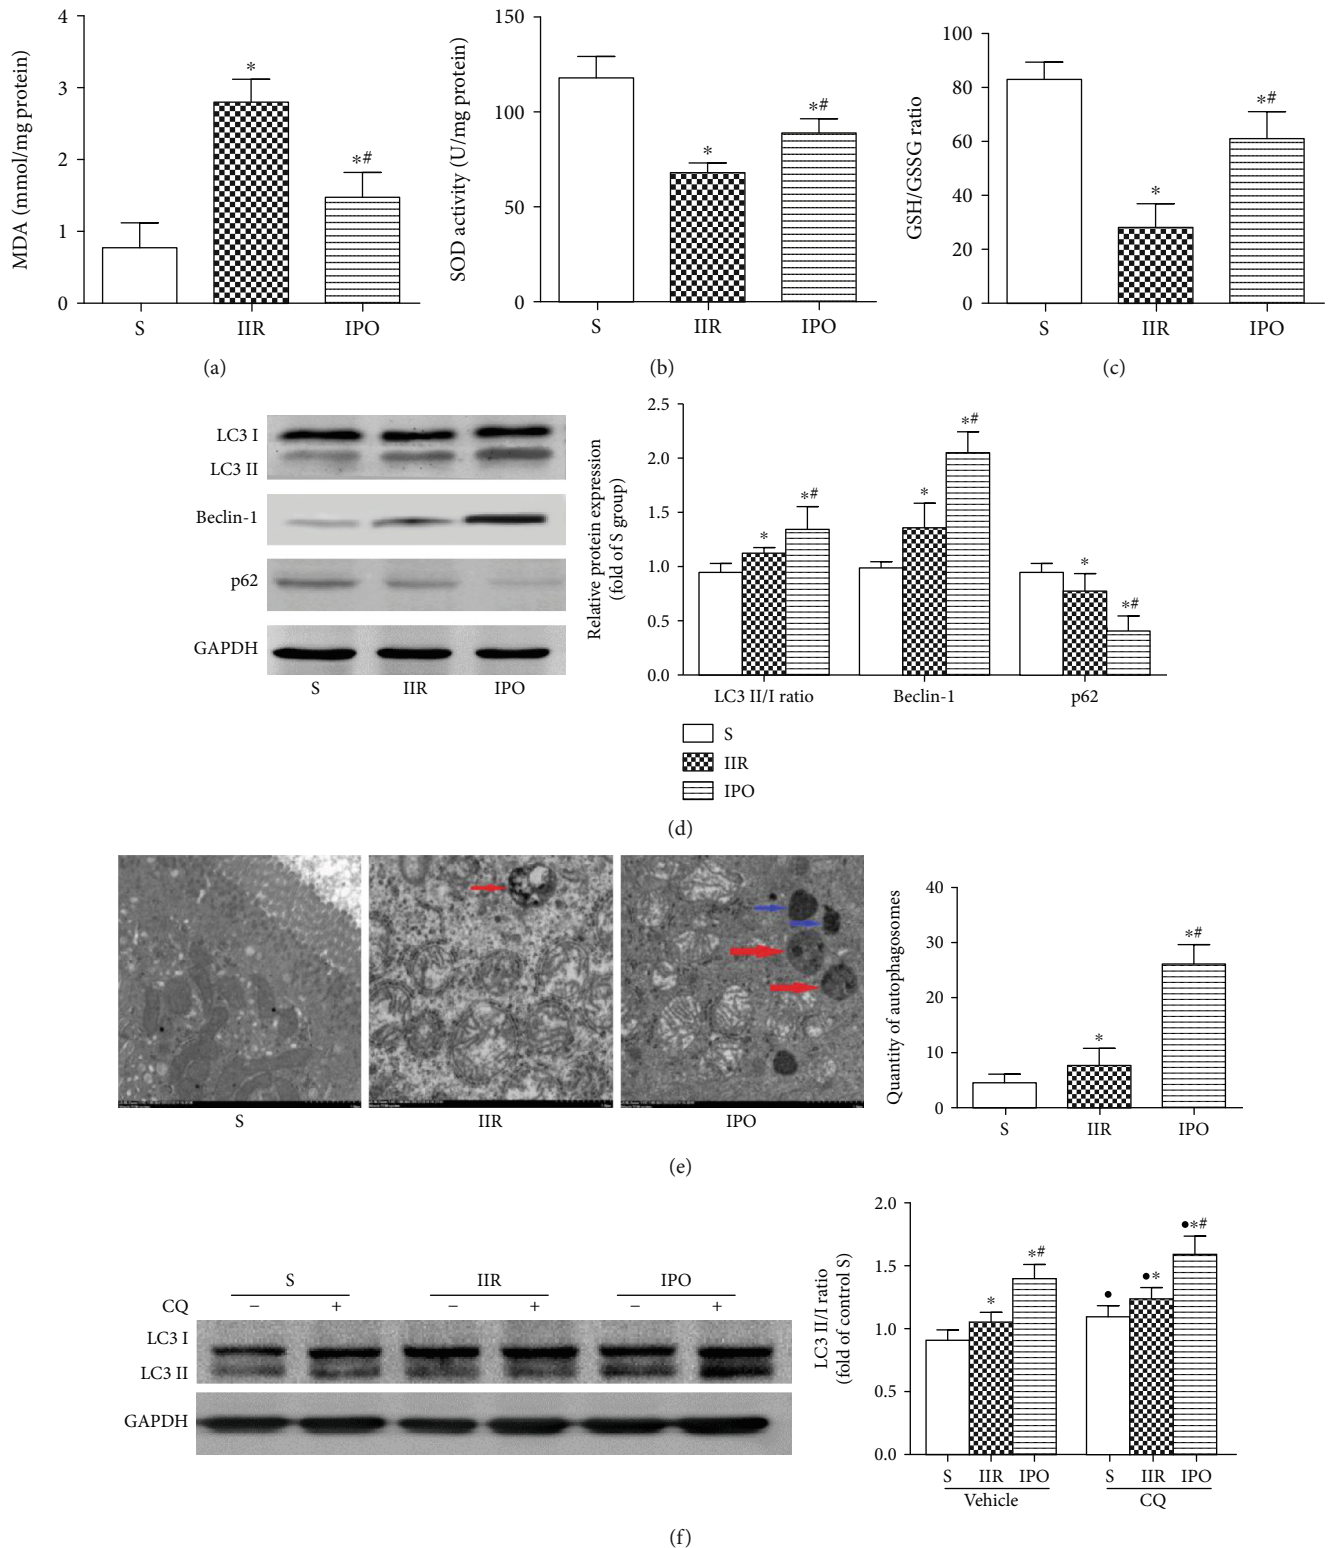 4
3
2
1
0
MDA (mmol/mg protein)
*
*#
S
IIR
IPO
(a)
150
100
50
0
SOD activity (U/mg protein)
*
*#
S
IIR
IPO
(b)
100
80
60
40
20
0
GSH/GSSG ratio
*
*#
S
IIR
IPO
(c)
LC3 I
LC3 II
Beclin-1
p62
GAPDH
S
IIR
IPO
2.5
2.0
1.5
1.0
0.5
0.0
Relative protein expression
(fold of S group)
*
*#
*
*#
*
*#
LC3 II/I ratio
Beclin-1
p62
S
IIR
IPO
(d)
S
IIR
IPO
40
30
20
10
0
Quantity of autophagosomes
*
*#
S
IIR
IPO
(e)
S
IIR
IPO
CQ
− + − + − +
LC3 I
LC3 II
GAPDH
2.0
1.5
1.0
0.5
0.0
LC3 II/I ratio
(fold of control S)
*
*#
•
•*
•*#
S IIR IPO S IIR IPO
Vehicle
CQ
(f)